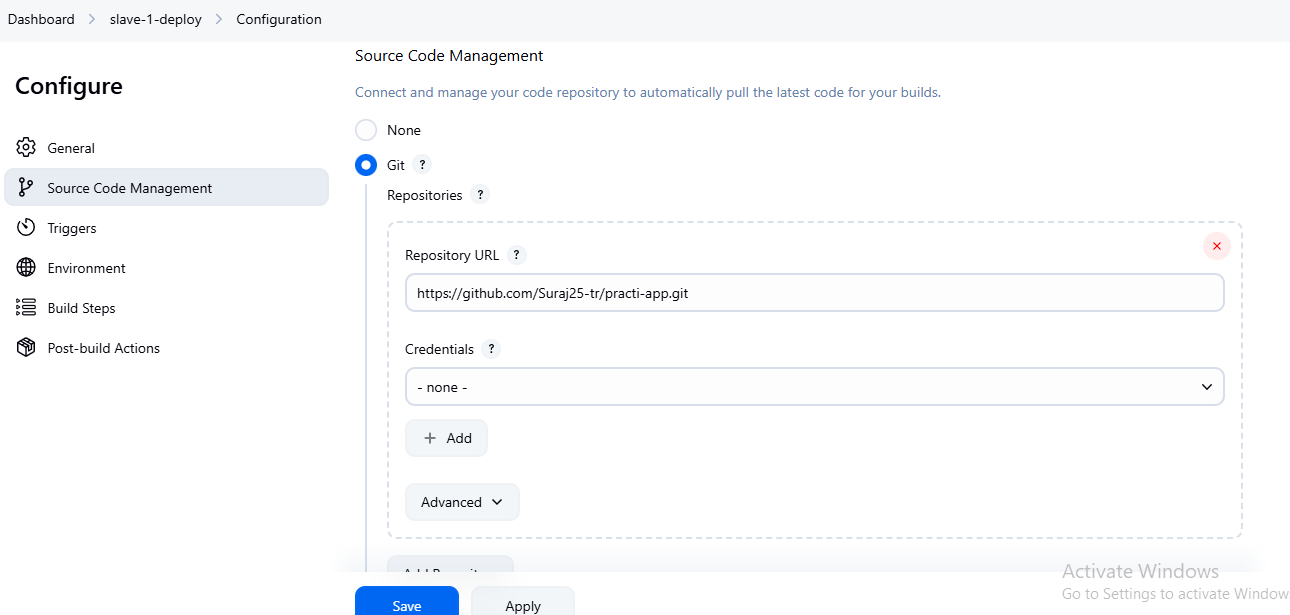 Dashboard > slave-1-deploy > Configuration
Configure
General
Source Code Management
Triggers
Environment
Build Steps
Post-build Actions
Source Code Management
Connect and manage your code repository to automatically pull the latest code for your builds.
None
Git ?
Repositories ?
Repository URL ?
https://github.com/Suraj25-tr/practi-app.git
Credentials ?
- none -
+ Add
Advanced
Save
Apply
Activate Windows
Go to Settings to activate Window